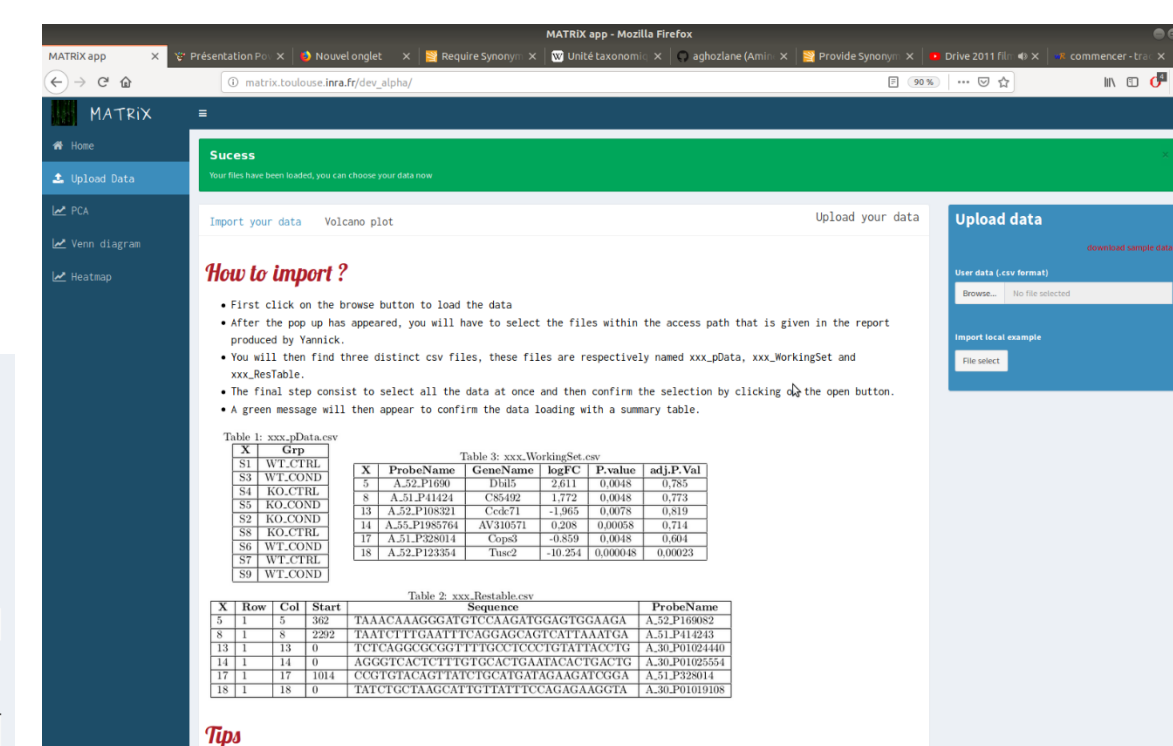 MATRiX app - Mozilla Firefox
MATRiX app
Présentation Po
Nouvel onglet
Require Synonym
Unité taxonomic
aghozlane (Amin
Provide Synonym
Drive 2011 film
commencer - tra
matrix.toulouse.inra.fr/dev_alpha/
90 %
MATRiX
Home
Upload Data
PCA
Venn diagram
Heatmap
Sucess
Your files have been loaded, you can choose your data now
Import your data Volcano plot Upload your data
How to import ?
• First click on the browse button to load the data
• After the pop up has appeared, you will have to select the files within the access path that is given in the report
produced by Yannick.
• You will then find three distinct csv files, these files are respectively named xxx_pData, xxx_WorkingSet and
xxx_ResTable.
• The final step consist to select all the data at once and then confirm the selection by clicking on the open button.
• A green message will then appear to confirm the data loading with a summary table.
Table 1: xxx_pData.csv
X Grp
S1 WT_CTRL
S3 WT_COND
S4 KO_CTRL
S5 KO_COND
S2 KO_COND
S8 KO_CTRL
S6 WT_COND
S7 WT_CTRL
S9 WT_COND
Table 3: xxx_WorkingSet.csv
X ProbeName GeneName logFC P.value adj.P.Val
5 A_52_P1690 Dbil5 2,611 0,0048 0,785
8 A_51_P41424 C85492 1,772 0,0048 0,773
13 A_52_P108321 Ccdc71 -1,965 0,0078 0,819
14 A_55_P1985764 AV310571 0,208 0,00058 0,714
17 A_51_P328014 Cops3 -0.859 0,0048 0,604
18 A_52_P123354 Tusc2 -10.254 0,000048 0,00023
Table 2: xxx_Restable.csv
X Row Col Start Sequence ProbeName
5 1 5 362 TAAACAAAGGGATGTCCAAGATGGAGTGGAAGA A_52_P169082
8 1 8 2292 TAATCTTTGAATTTCAGGAGCAGTCATTAAATGA A_51_P414243
13 1 13 0 TCTCAGGCGCGGTTTTGCCTCCCTGTATTACCTG A_30_P01024440
14 1 14 0 AGGGTCACTCTTTGTGCACTGAATACACTGACTG A_30_P01025554
17 1 17 1014 CCGTGTACAGTTATCTGCATGATAGAAGATCGGA A_51_P328014
18 1 18 0 TATCTGCTAAGCATTGTTATTTCCAGAGAAGGTA A_30_P01019108
Tips
Upload data
download sample data
User data (.csv format)
Browse... No file selected
Import local example
File select